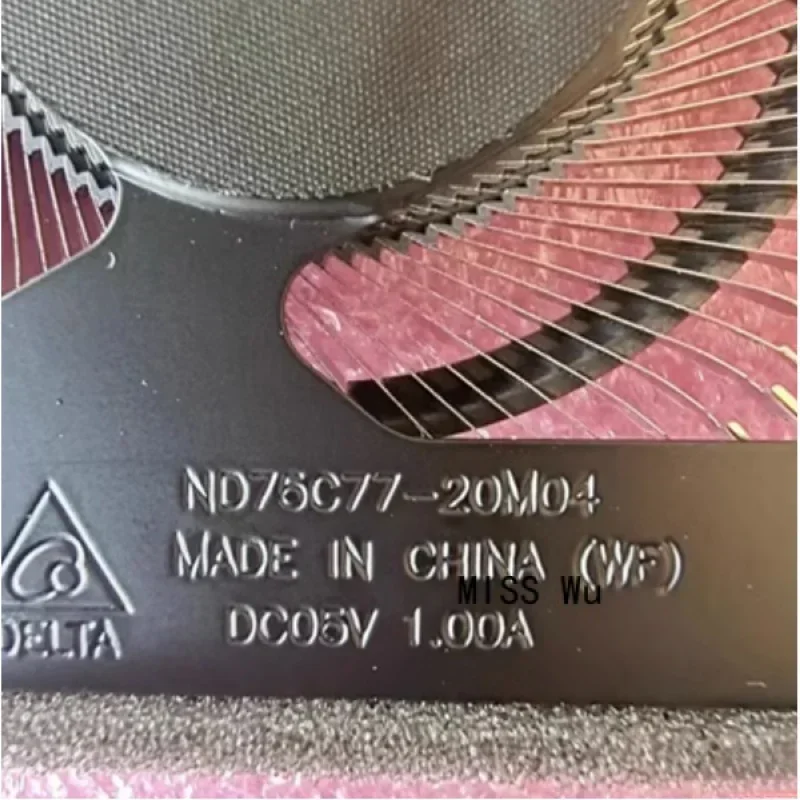 ND75C77-20M04
MADE IN CHINA (WF)
MISS Wu
DC05V 1.00A
DELTA